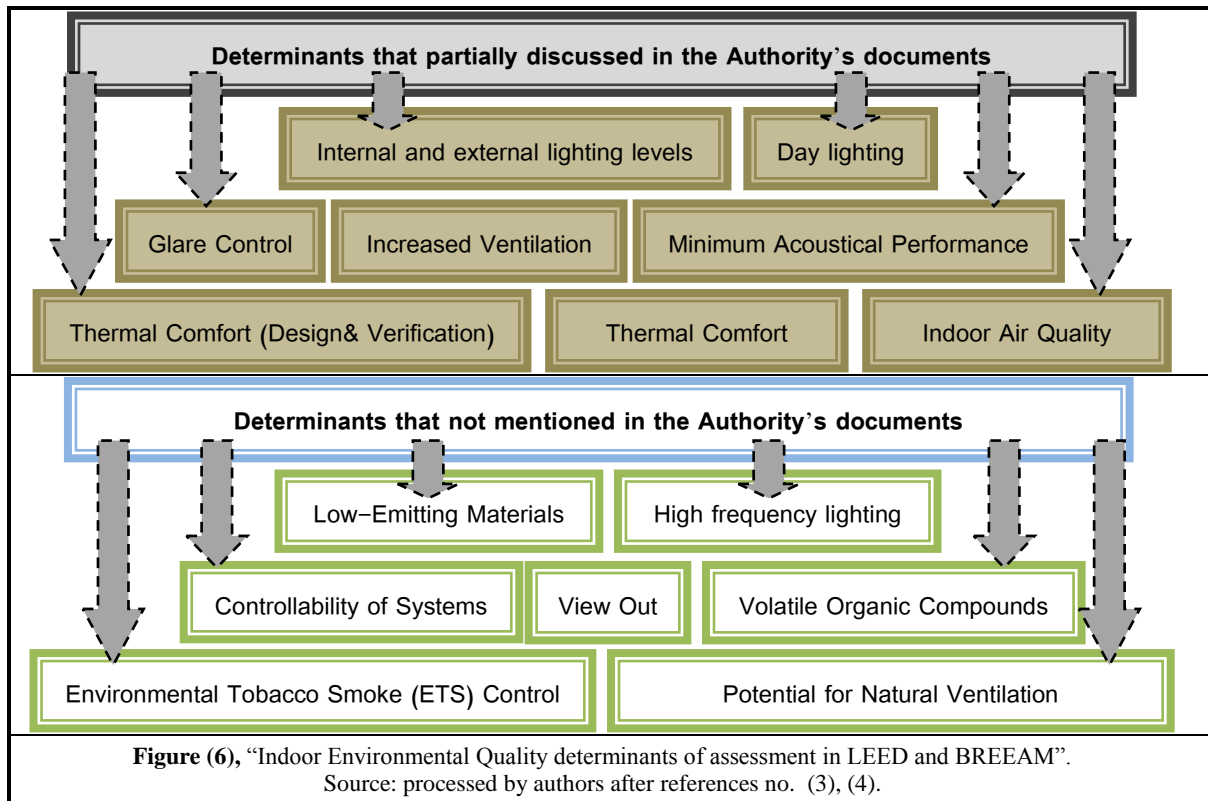 Determinants that partially discussed in the Authority's documents
Internal and external lighting levels
Day lighting
Glare Control
Increased Ventilation
Minimum Acoustical Performance
Thermal Comfort (Design& Verification)
Thermal Comfort
Indoor Air Quality
Determinants that not mentioned in the Authority's documents
Low-Emitting Materials
High frequency lighting
Controllability of Systems
View Out
Volatile Organic Compounds
Environmental Tobacco Smoke (ETS) Control
Potential for Natural Ventilation
Figure (6), “Indoor Environmental Quality determinants of assessment in LEED and BREEAM”.
Source: processed by authors after references no. (3), (4).